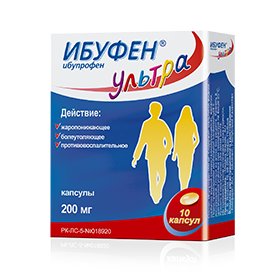 ИБУФЕН®
ибупрофен
ультра
Действие:
жаропонижающее
болеутоляющее
противовоспалительное
капсулы
200 мг
10
капсул
РК-ЛС-5-№018920